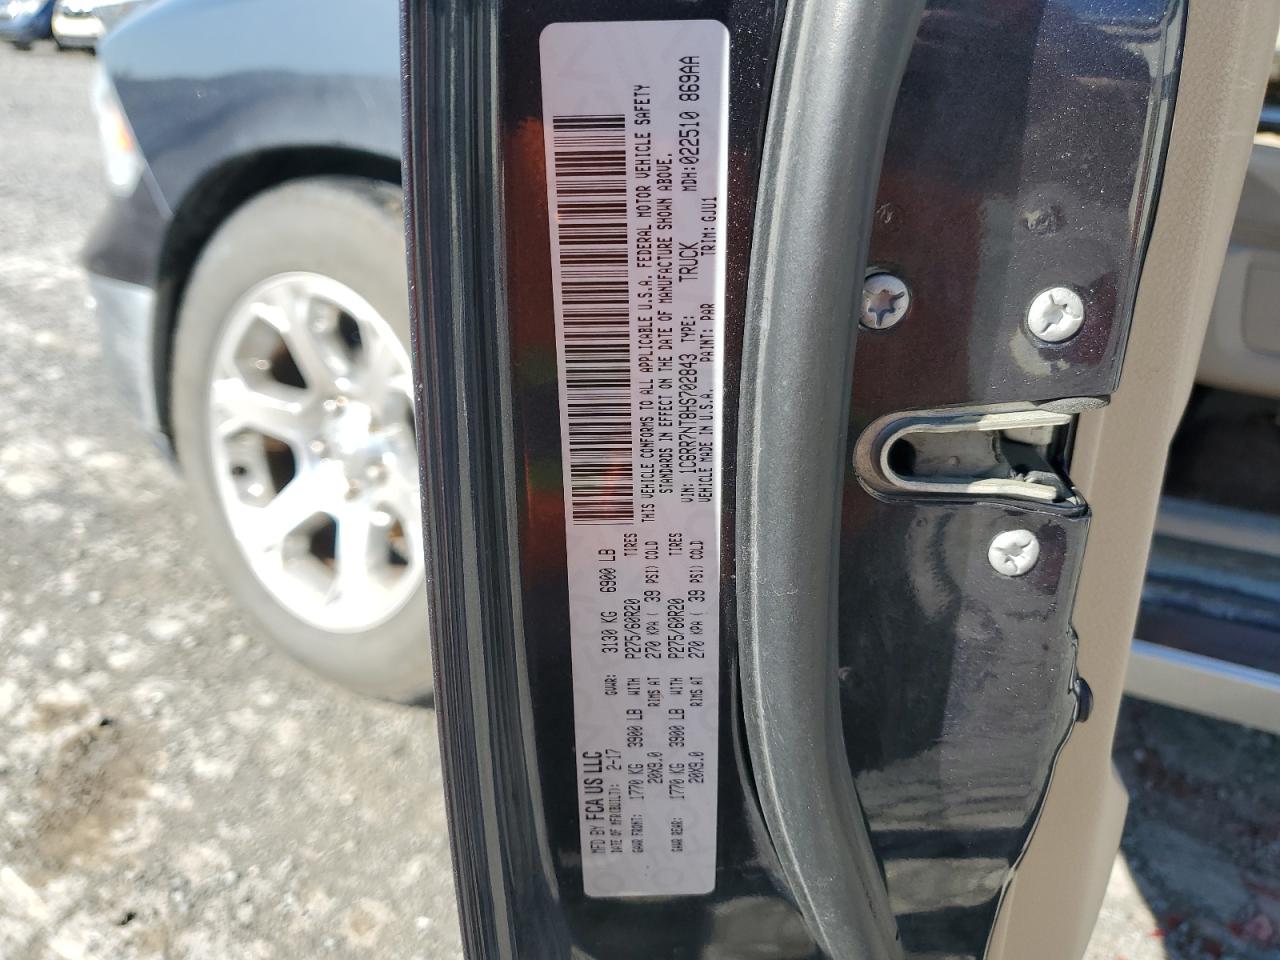 MFD BY FCA US LLC
DATE OF MFR(BUILT): 2-17 GVWR: 3130 KG 6900 LB
GAWR FRONT: 1770 KG 3900 LB WITH P275/60R20 TIRES
20X9.0 RIMS AT 270 KPA ( 39 PSI) COLD
GAWR REAR: 1770 KG 3900 LB WITH P275/60R20 TIRES
20X9.0 RIMS AT 270 KPA ( 39 PSI) COLD
THIS VEHICLE CONFORMS TO ALL APPLICABLE U.S.A. FEDERAL MOTOR VEHICLE SAFETY
STANDARDS IN EFFECT ON THE DATE OF MANUFACTURE SHOWN ABOVE.
VIN: 1C6RR7NT8HS702843 TYPE: TRUCK MDH:022510 869AA
VEHICLE MADE IN U.S.A. PAINT: PAR TRIM: GJU1